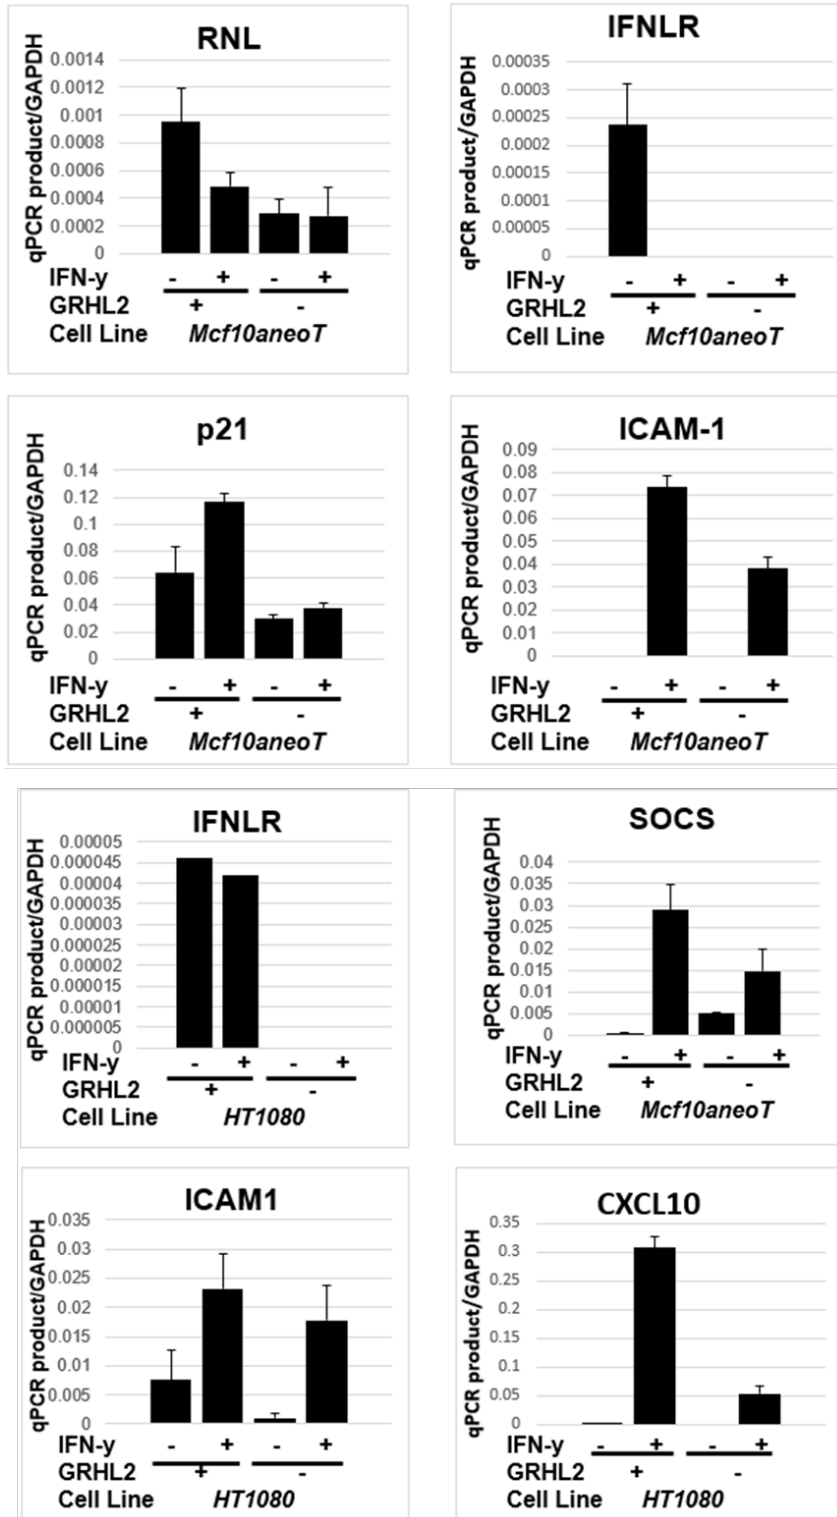 RNL
qPCR product/GAPDH
0.0014
0.0012
0.001
0.0008
0.0006
0.0004
0.0002
0
IFN-y - + - +
GRHL2 + -
Cell Line Mcf10aneoT
IFNLR
qPCR product/GAPDH
0.00035
0.0003
0.00025
0.0002
0.00015
0.0001
0.00005
0
IFN-y - + - +
GRHL2 + -
Cell Line Mcf10aneoT
p21
qPCR product/GAPDH
0.14
0.12
0.1
0.08
0.06
0.04
0.02
0
IFN-y - + - +
GRHL2 + -
Cell Line Mcf10aneoT
ICAM-1
qPCR product/GAPDH
0.09
0.08
0.07
0.06
0.05
0.04
0.03
0.02
0.01
0
IFN-y - + - +
GRHL2 + -
Cell Line Mcf10aneoT
IFNLR
qPCR product/GAPDH
0.00005
0.000045
0.00004
0.000035
0.00003
0.000025
0.00002
0.000015
0.00001
0.000005
0
IFN-y - + - +
GRHL2 + -
Cell Line HT1080
SOCS
qPCR product/GAPDH
0.04
0.035
0.03
0.025
0.02
0.015
0.01
0.005
0
IFN-y - + - +
GRHL2 + -
Cell Line Mcf10aneoT
ICAM1
qPCR product/GAPDH
0.035
0.03
0.025
0.02
0.015
0.01
0.005
0
IFN-y - + - +
GRHL2 + -
Cell Line HT1080
CXCL10
qPCR product/GAPDH
0.35
0.3
0.25
0.2
0.15
0.1
0.05
0
IFN-y - + - +
GRHL2 + -
Cell Line HT1080